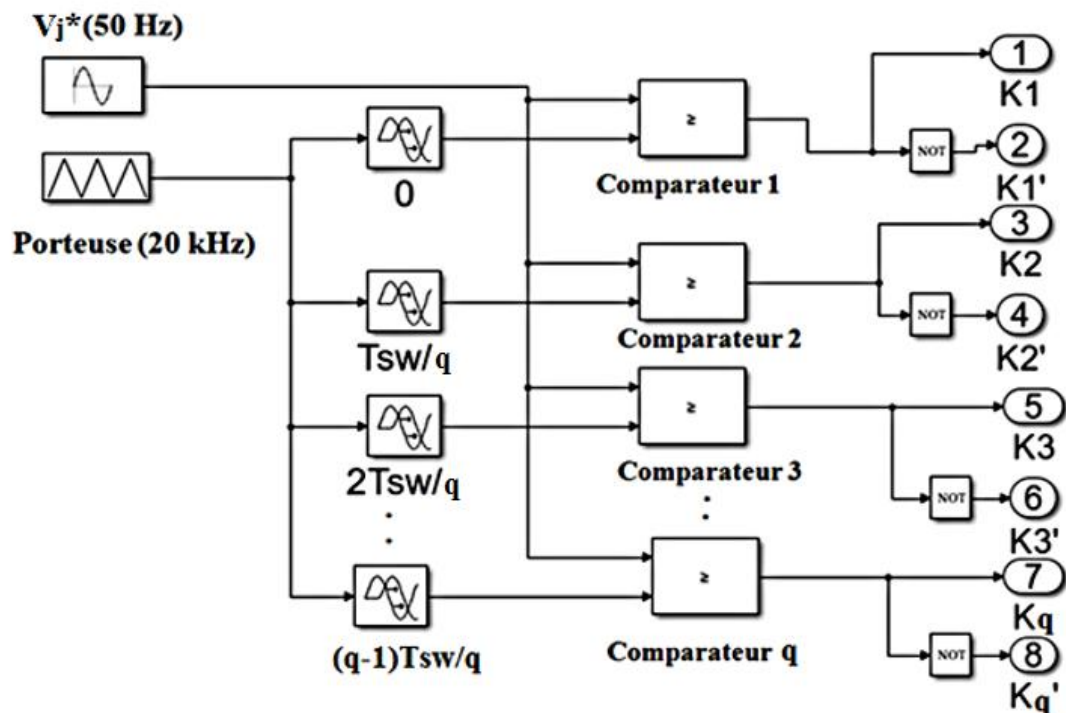 Vj*(50 Hz)
Porteuse (20 kHz)
0
Tsw/q
2Tsw/q
(q-1)Tsw/q
≥
Comparateur 1
≥
Comparateur 2
≥
Comparateur 3
≥
Comparateur q
1
K1
NOT
2
K1'
3
K2
NOT
4
K2'
5
K3
NOT
6
K3'
7
Kq
NOT
8
Kq'